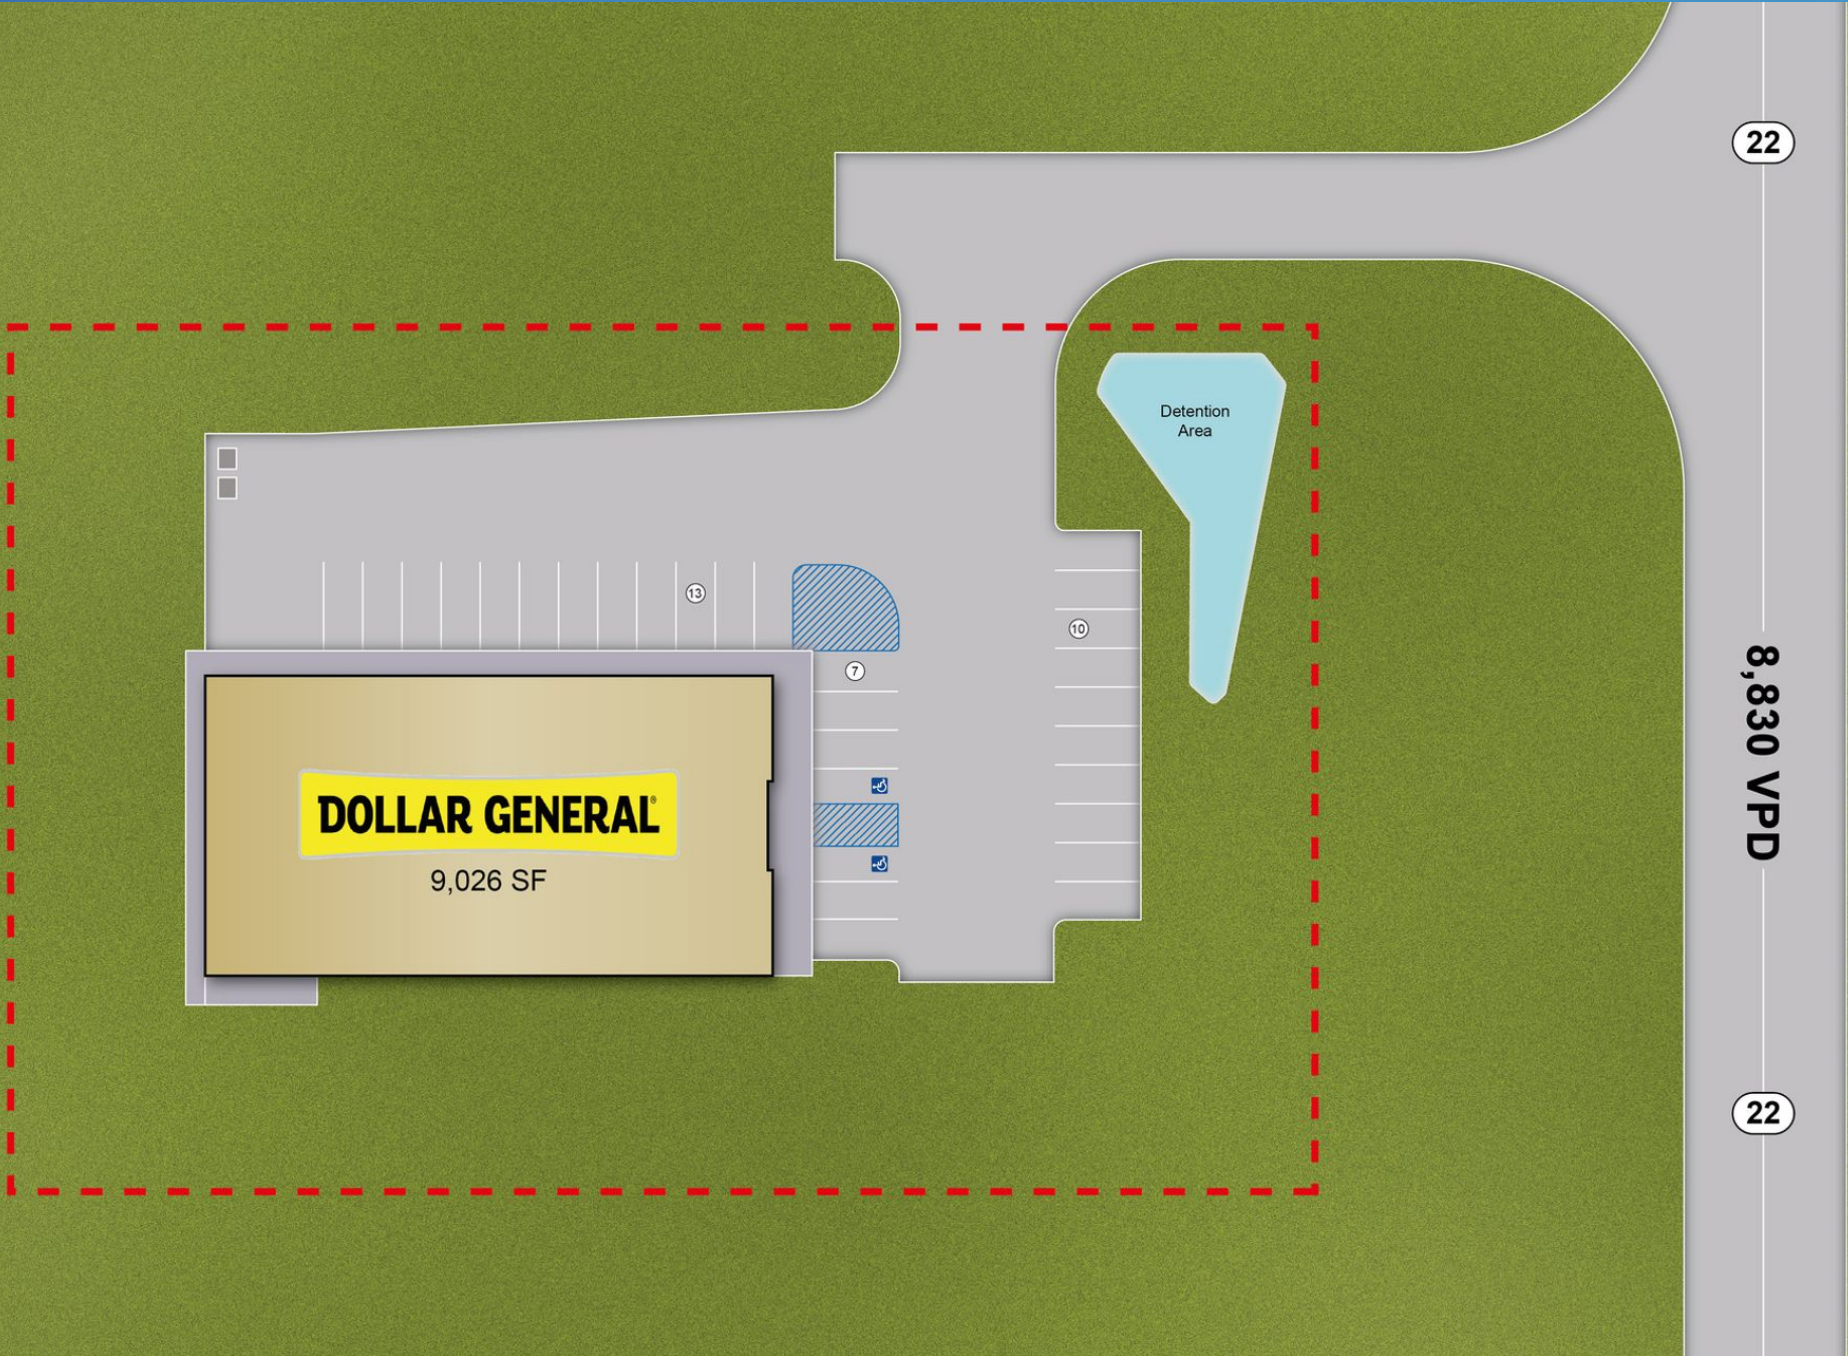 22
Detention
Area
13
10
7
8,830 VPD
DOLLAR GENERAL®
9,026 SF
22